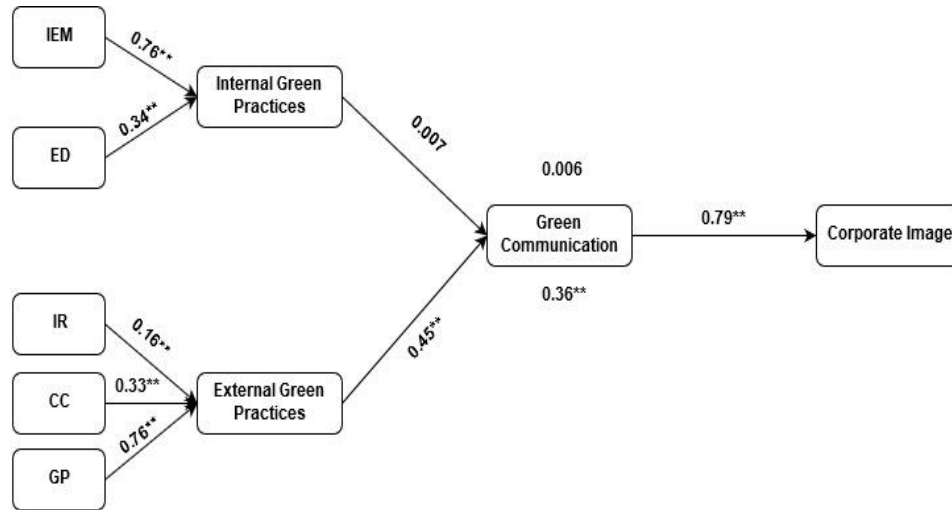 IEM
0.76**
Internal Green
Practices
ED
0.34**
0.007
0.006
Green
Communication
0.79**
Corporate Image
0.36**
IR
0.16**
0.45**
CC
0.33**
External Green
Practices
GP
0.76**